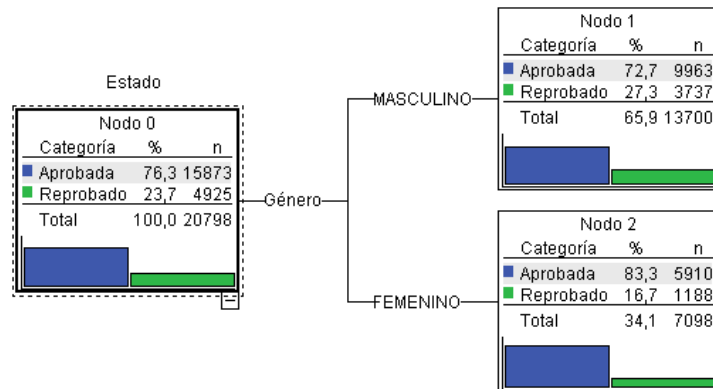 Estado
Nodo 0
Categoría % n
Aprobada 76,3 15873
Reprobado 23,7 4925
Total 100,0 20798
Género
MASCULINO
FEMENINO
Nodo 1
Categoría % n
Aprobada 72,7 9963
Reprobado 27,3 3737
Total 65,9 13700
Nodo 2
Categoría % n
Aprobada 83,3 5910
Reprobado 16,7 1188
Total 34,1 7098